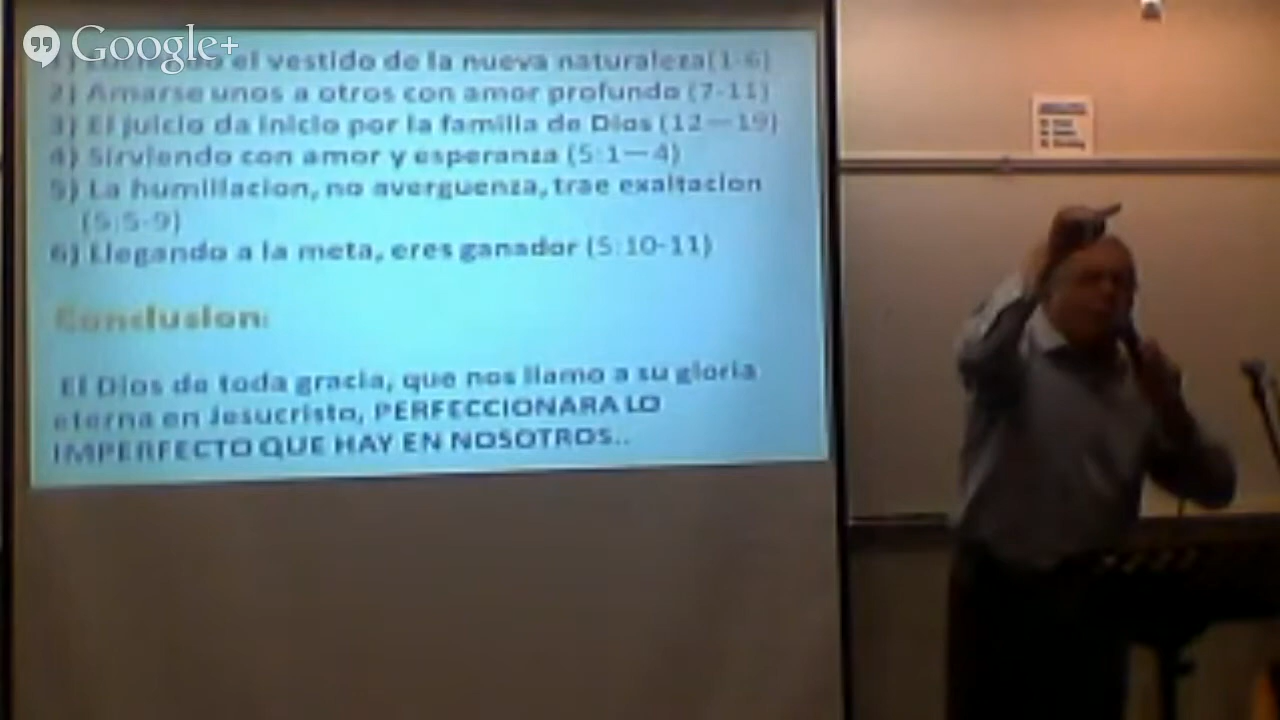 Google+
el vestido de la nueva naturaleza(1-6)
2) Amarse unos a otros con amor profundo (7-11)
3) El juicio da inicio por la familia de Dios (12—19)
4) Sirviendo con amor y esperanza (5:1—4)
5) La humillacion, no averguenza, trae exaltacion
(5:5-9)
6) Llegando a la meta, eres ganador (5:10-11)
Conclusion:
El Dios de toda gracia, que nos llamo a su gloria
eterna en Jesucristo, PERFECCIONARA LO
IMPERFECTO QUE HAY EN NOSOTROS..